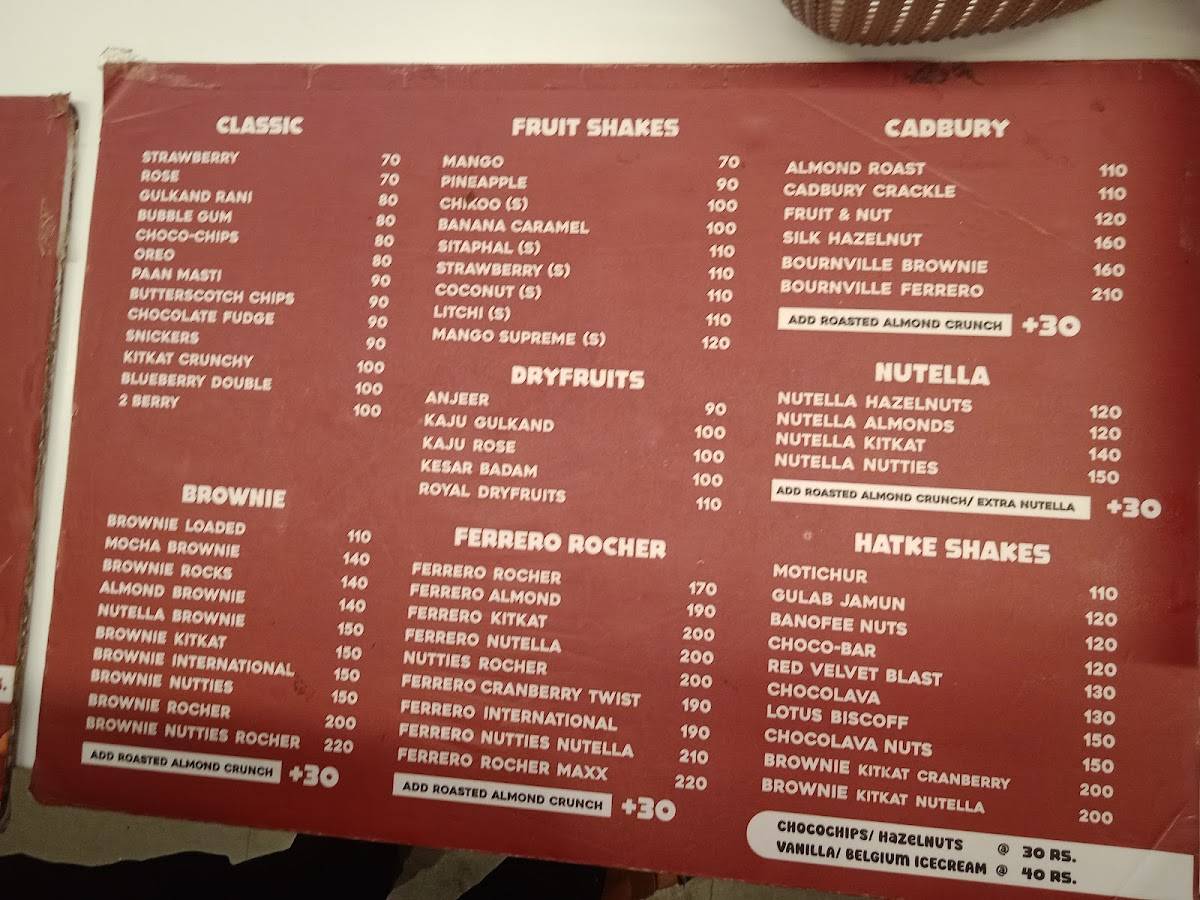 CLASSIC
STRAWBERRY 70
ROSE 70
GULKAND RANI 80
BUBBLE GUM 80
CHOCO-CHIPS 80
OREO 80
PAAN MASTI 90
BUTTERSCOTCH CHIPS 90
CHOCOLATE FUDGE 90
SNICKERS 90
KITKAT CRUNCHY 100
BLUEBERRY DOUBLE 100
2 BERRY 100
BROWNIE
BROWNIE LOADED 110
MOCHA BROWNIE 140
BROWNIE ROCKS 140
ALMOND BROWNIE 140
NUTELLA BROWNIE 150
BROWNIE KITKAT 150
BROWNIE INTERNATIONAL 150
BROWNIE NUTTIES 150
BROWNIE ROCHER 200
BROWNIE NUTTIES ROCHER 220
ADD ROASTED ALMOND CRUNCH +30
FRUIT SHAKES
MANGO 70
PINEAPPLE 90
CHIKOO (S) 100
BANANA CARAMEL 100
SITAPHAL (S) 110
STRAWBERRY (S) 110
COCONUT (S) 110
LITCHI (S) 110
MANGO SUPREME (S) 120
DRYFRUITS
ANJEER 90
KAJU GULKAND 100
KAJU ROSE 100
KESAR BADAM 100
ROYAL DRYFRUITS 110
FERRERO ROCHER
FERRERO ROCHER 170
FERRERO ALMOND 190
FERRERO KITKAT 200
FERRERO NUTELLA 200
NUTTIES ROCHER 200
FERRERO CRANBERRY TWIST 190
FERRERO INTERNATIONAL 190
FERRERO NUTTIES NUTELLA 210
FERRERO ROCHER MAXX 220
ADD ROASTED ALMOND CRUNCH +30
CADBURY
ALMOND ROAST 110
CADBURY CRACKLE 110
FRUIT & NUT 120
SILK HAZELNUT 160
BOURNVILLE BROWNIE 160
BOURNVILLE FERRERO 210
ADD ROASTED ALMOND CRUNCH +30
NUTELLA
NUTELLA HAZELNUTS 120
NUTELLA ALMONDS 120
NUTELLA KITKAT 140
NUTELLA NUTTIES 150
ADD ROASTED ALMOND CRUNCH/ EXTRA NUTELLA +30
HATKE SHAKES
MOTICHUR 110
GULAB JAMUN 120
BANOFEE NUTS 120
CHOCO-BAR 120
RED VELVET BLAST 130
CHOCOLAVA 130
LOTUS BISCOFF 150
CHOCOLAVA NUTS 150
BROWNIE KITKAT CRANBERRY 200
BROWNIE KITKAT NUTELLA 200
CHOCOCHIPS/ HAZELNUTS @ 30 RS.
VANILLA/ BELGIUM ICECREAM @ 40 RS.